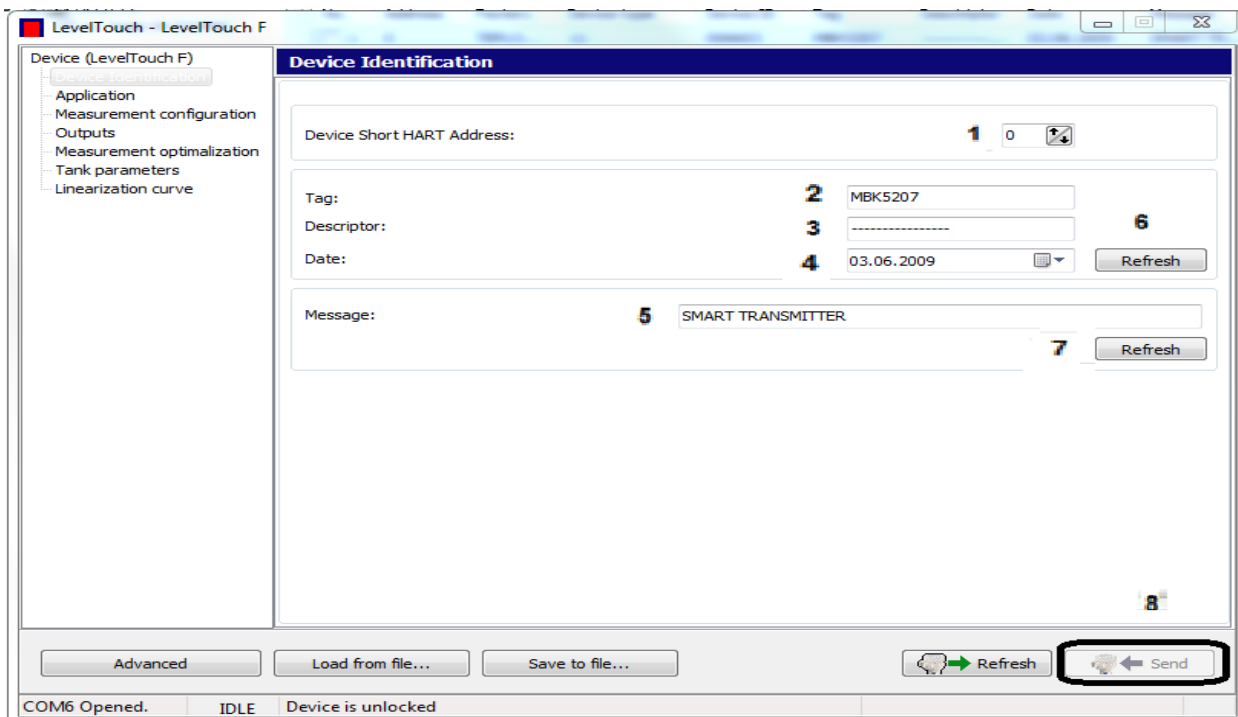 LevelTouch - LevelTouch F
Device (LevelTouch F)
Device Identification
Application
Measurement configuration
Outputs
Measurement optimalization
Tank parameters
Linearization curve
Device Identification
Device Short HART Address: 1 0
Tag: 2 MBK5207
Descriptor: 3 ----------------
6
Date: 4 03.06.2009 Refresh
Message: 5 SMART TRANSMITTER
7 Refresh
8
Advanced Load from file... Save to file... Refresh Send
COM6 Opened. IDLE Device is unlocked